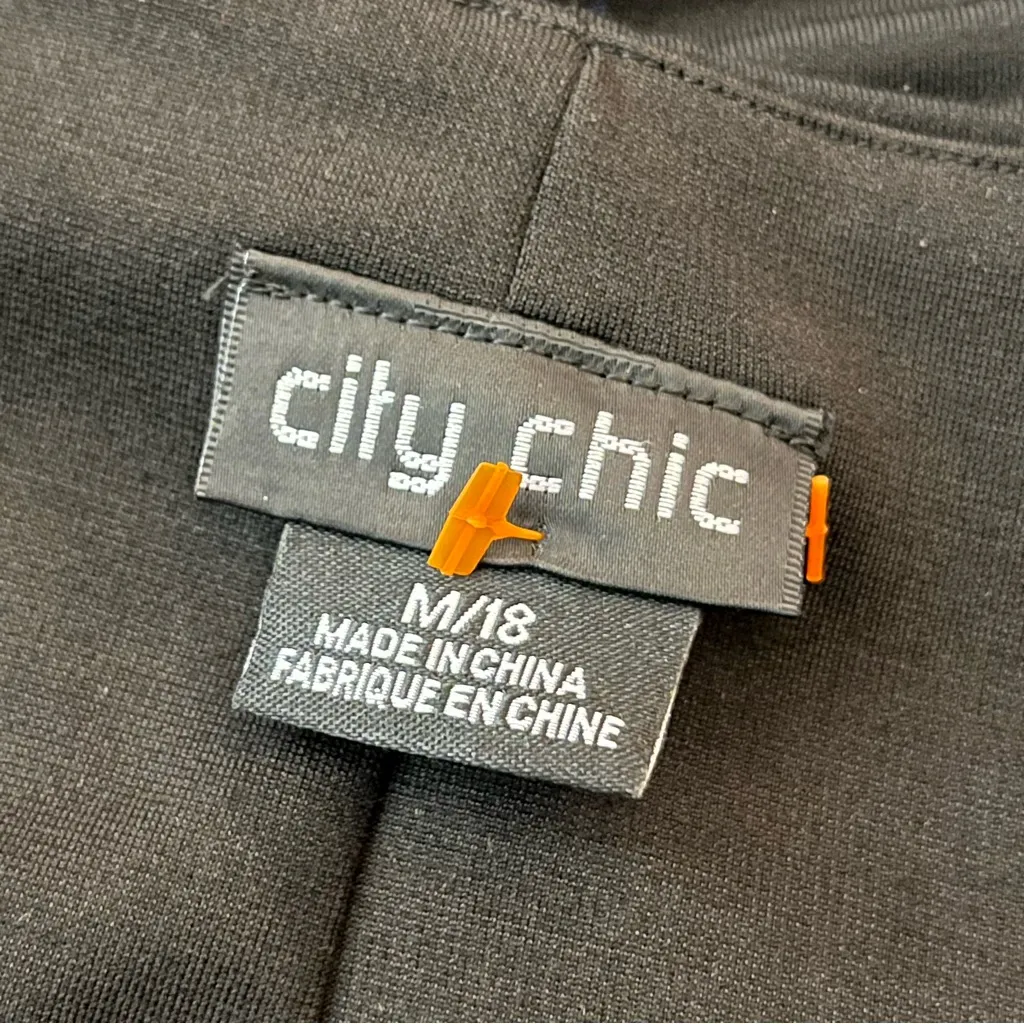 city chic
M/18
MADE IN CHINA
FABRIQUE EN CHINE